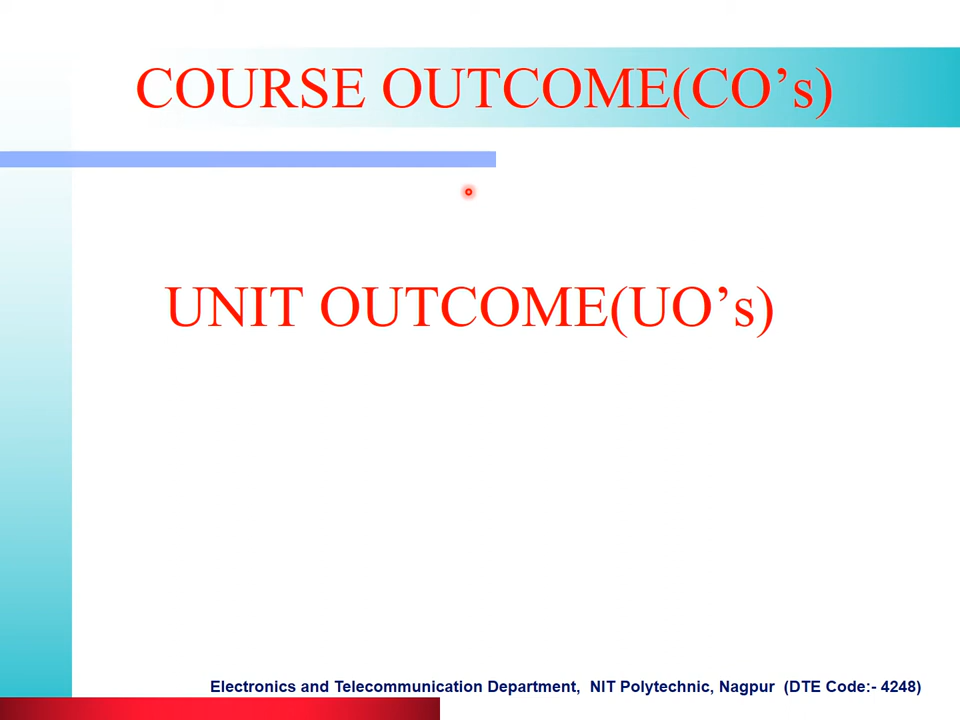 COURSE OUTCOME(CO’s)
UNIT OUTCOME(UO’s)
Electronics and Telecommunication Department, NIT Polytechnic, Nagpur (DTE Code:- 4248)